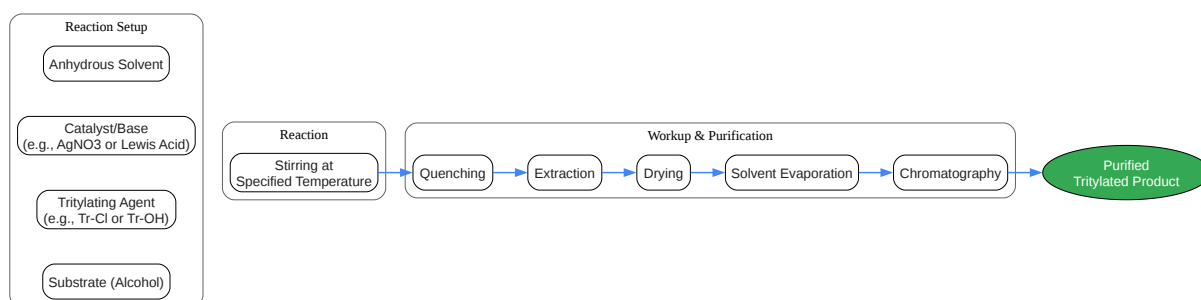 Reaction Setup
Anhydrous Solvent
Catalyst/Base
(e.g., AgNO3 or Lewis Acid)
Tritylating Agent
(e.g., Tr-Cl or Tr-OH)
Substrate (Alcohol)
Reaction
Stirring at
Specified Temperature
Workup & Purification
Quenching
Extraction
Drying
Solvent Evaporation
Chromatography
Purified
Tritylated Product